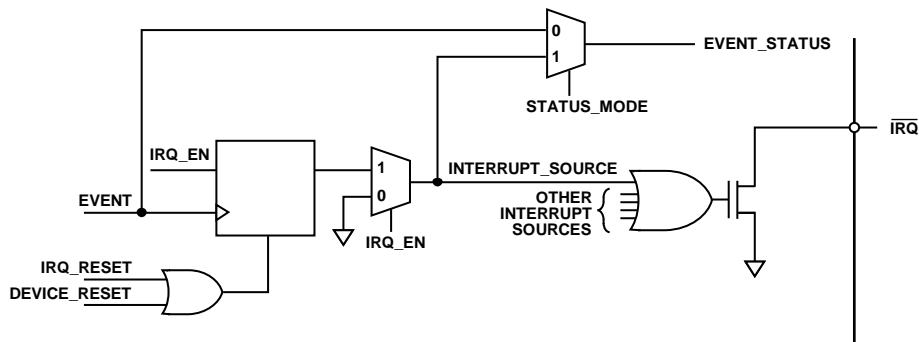 0
1
EVENT_STATUS
STATUS_MODE
IRQ
IRQ_EN
1
0
INTERRUPT_SOURCE
EVENT
OTHER
INTERRUPT
SOURCES
IRQ_EN
IRQ_RESET
DEVICE_RESET